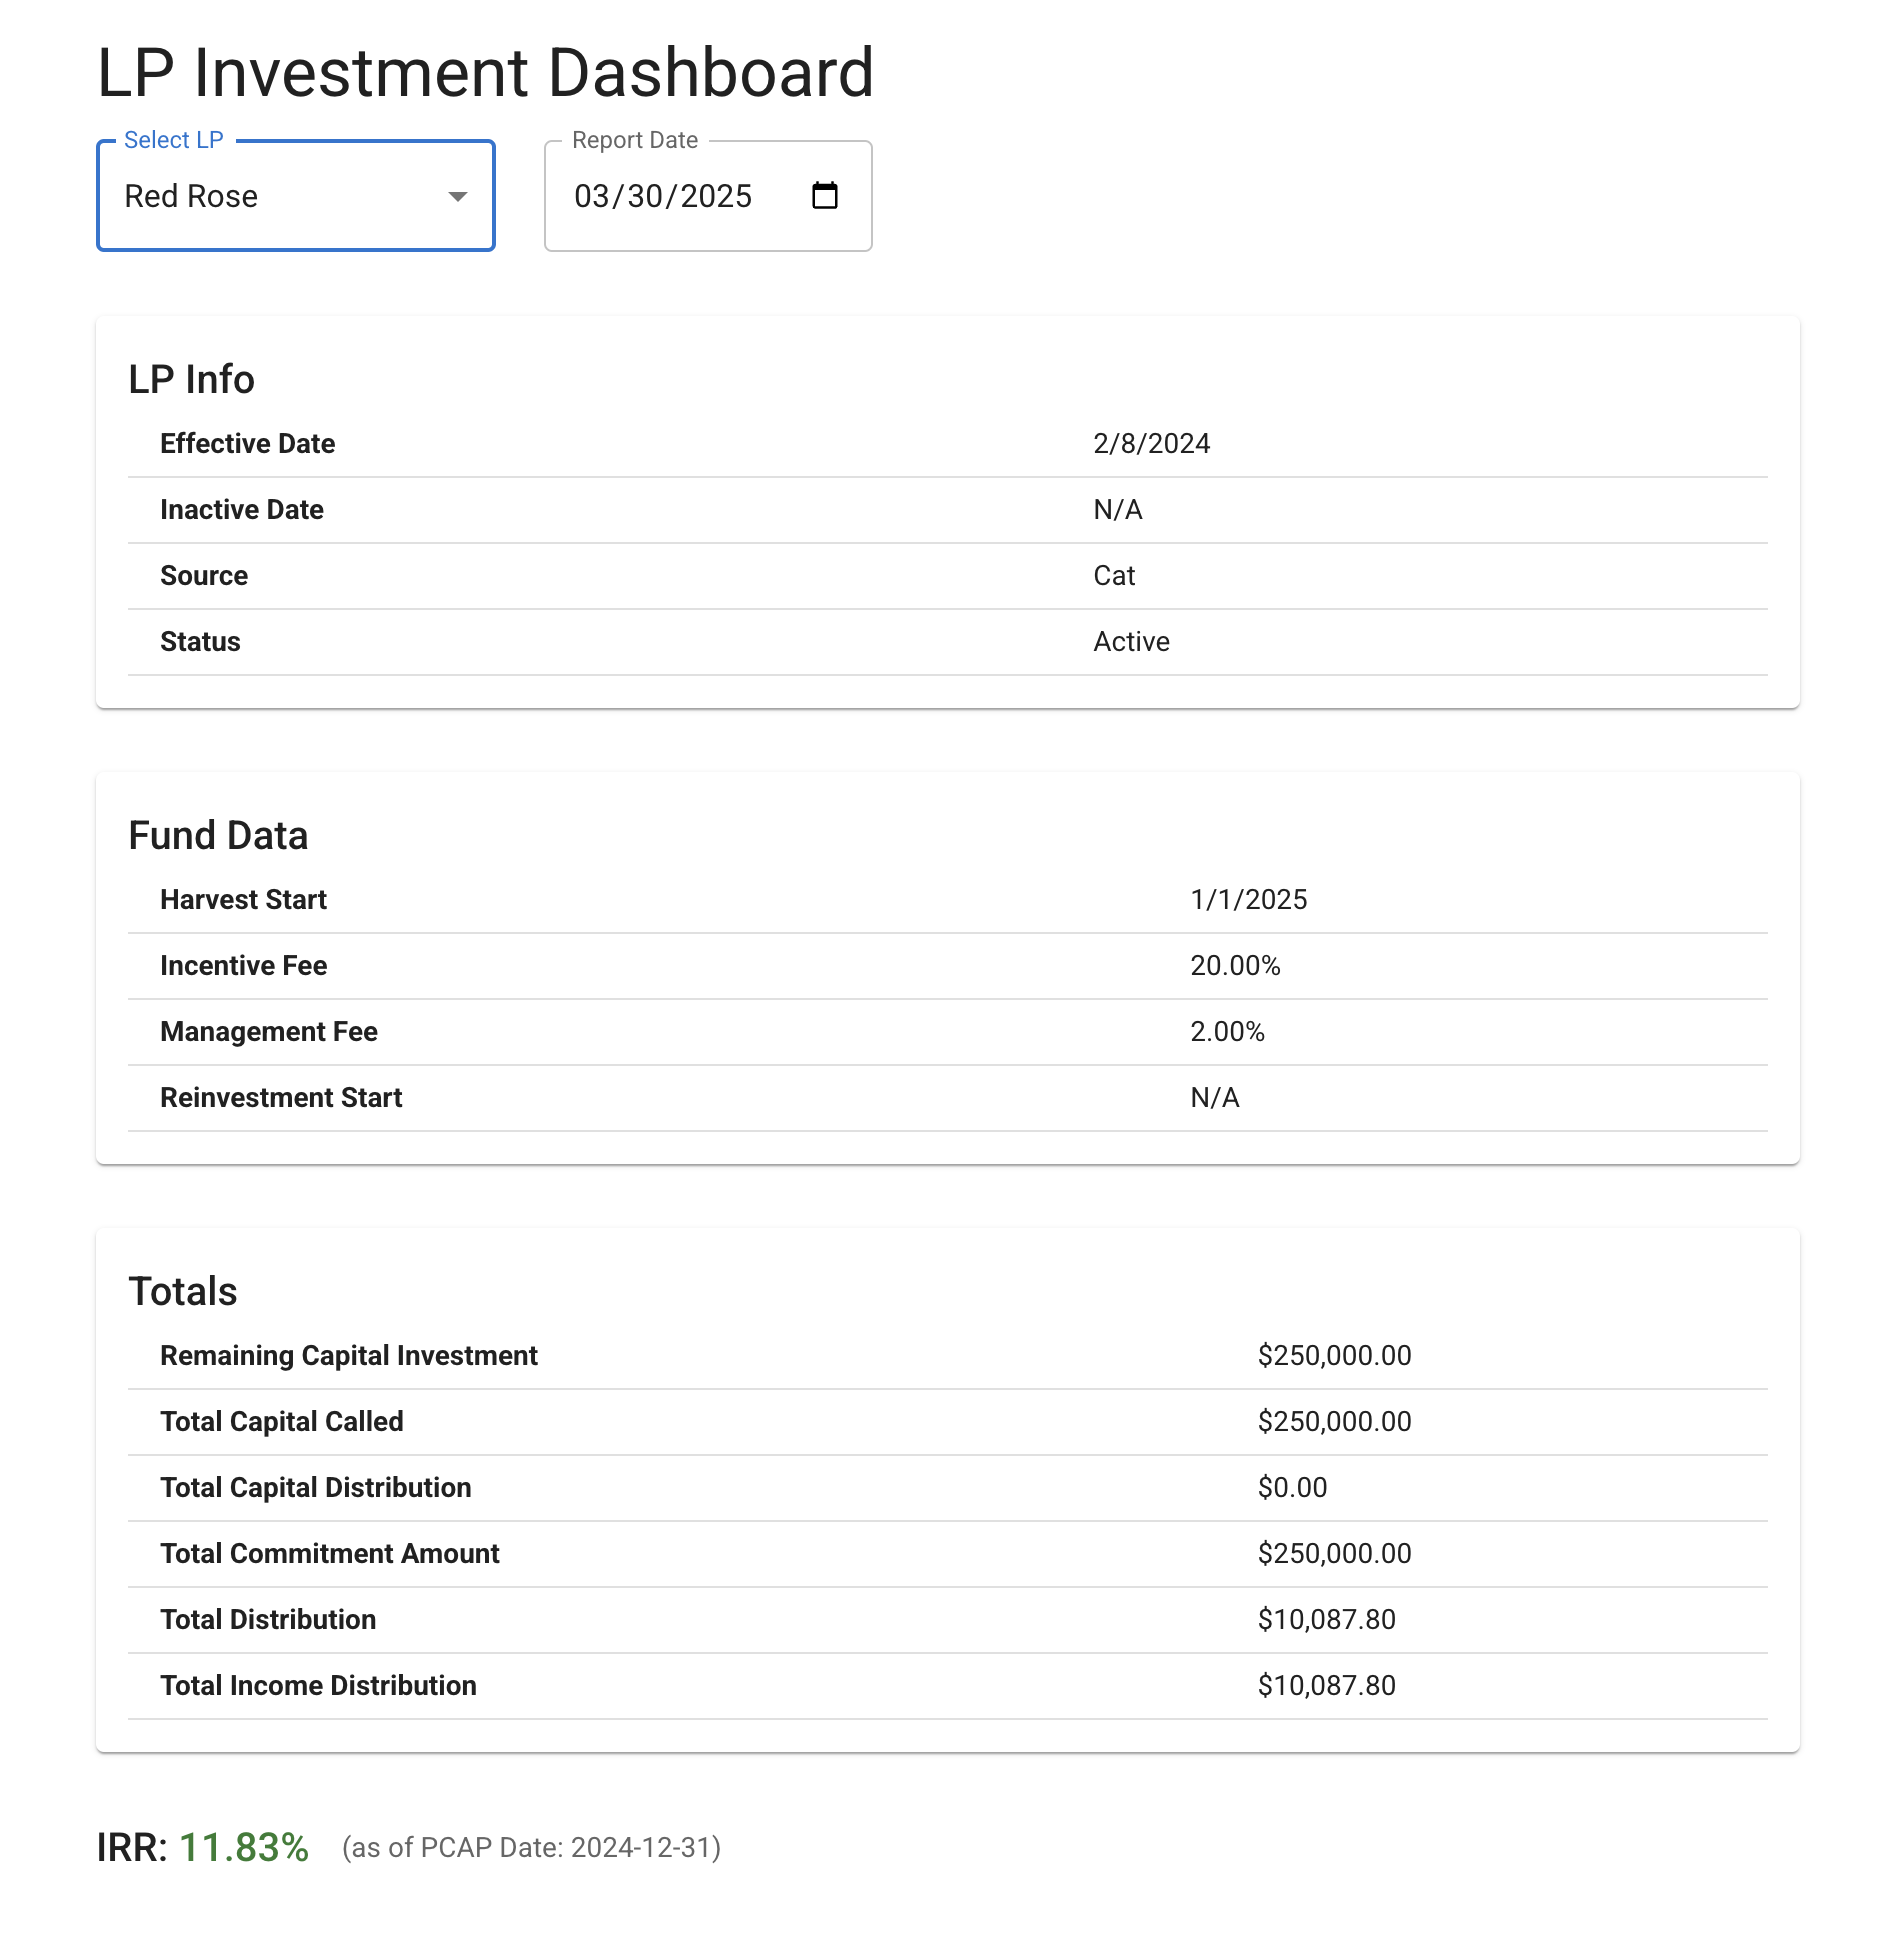 LP Investment Dashboard
Select LP
Red Rose
Report Date
03/30/2025
LP Info
Effective Date 2/8/2024
Inactive Date N/A
Source Cat
Status Active
Fund Data
Harvest Start 1/1/2025
Incentive Fee 20.00%
Management Fee 2.00%
Reinvestment Start N/A
Totals
Remaining Capital Investment $250,000.00
Total Capital Called $250,000.00
Total Capital Distribution $0.00
Total Commitment Amount $250,000.00
Total Distribution $10,087.80
Total Income Distribution $10,087.80
IRR: 11.83% (as of PCAP Date: 2024-12-31)